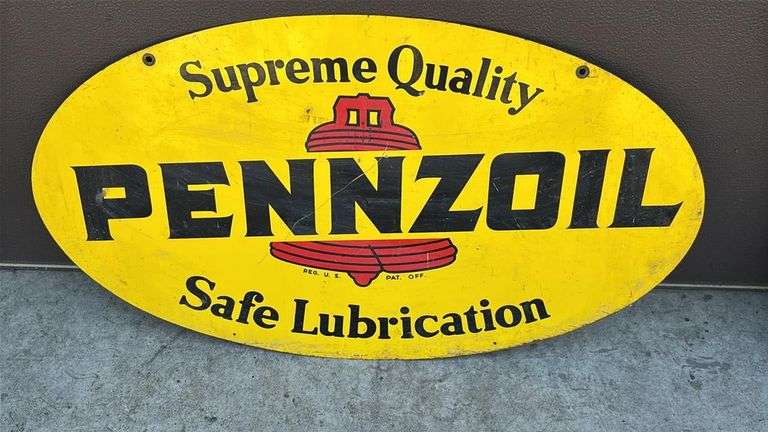 Supreme Quality
PENNZOIL
REG. U. S. PAT. OFF.
Safe Lubrication